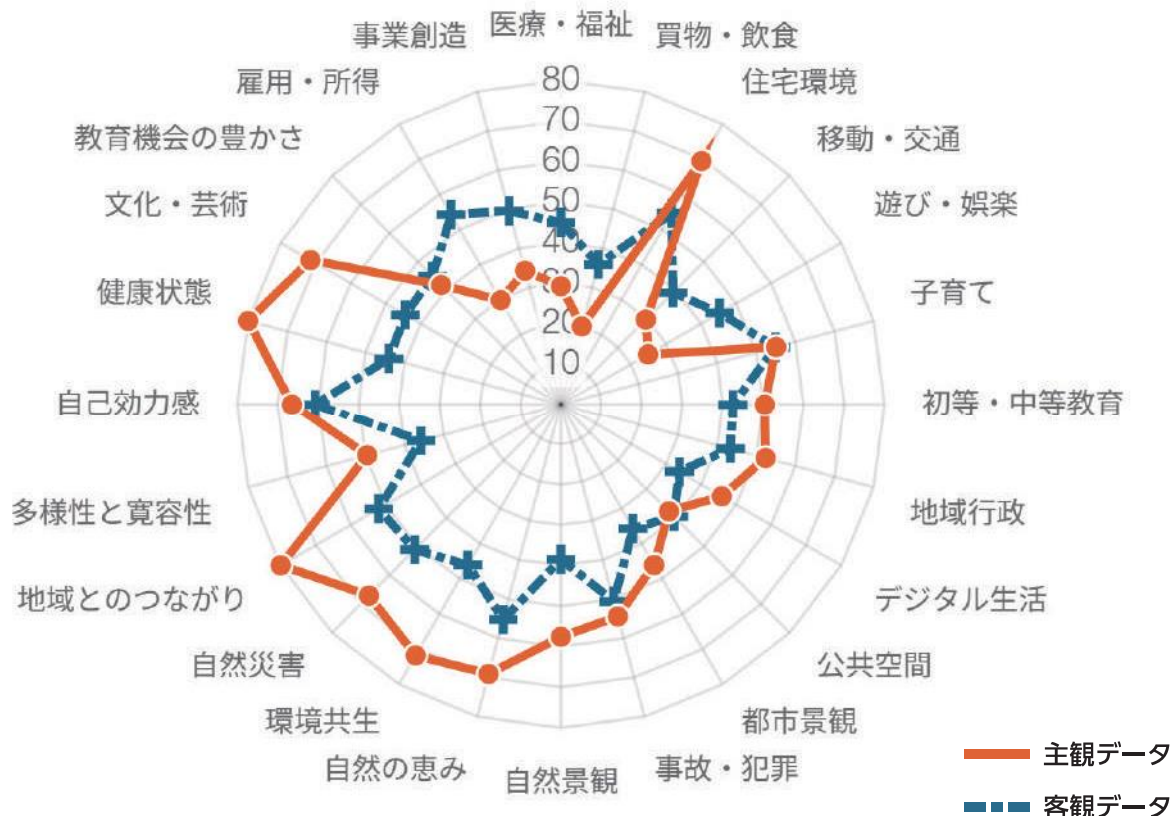 医療・福祉
買物・飲食
住宅環境
移動・交通
遊び・娯楽
子育て
初等・中等教育
地域行政
デジタル生活
公共空間
都市景観
事故・犯罪
自然景観
自然の恵み
環境共生
自然災害
地域とのつながり
多様性と寛容性
自己効力感
健康状態
文化・芸術
教育機会の豊かさ
雇用・所得
事業創造
80
70
60
50
40
30
20
10
主観データ
客観データ